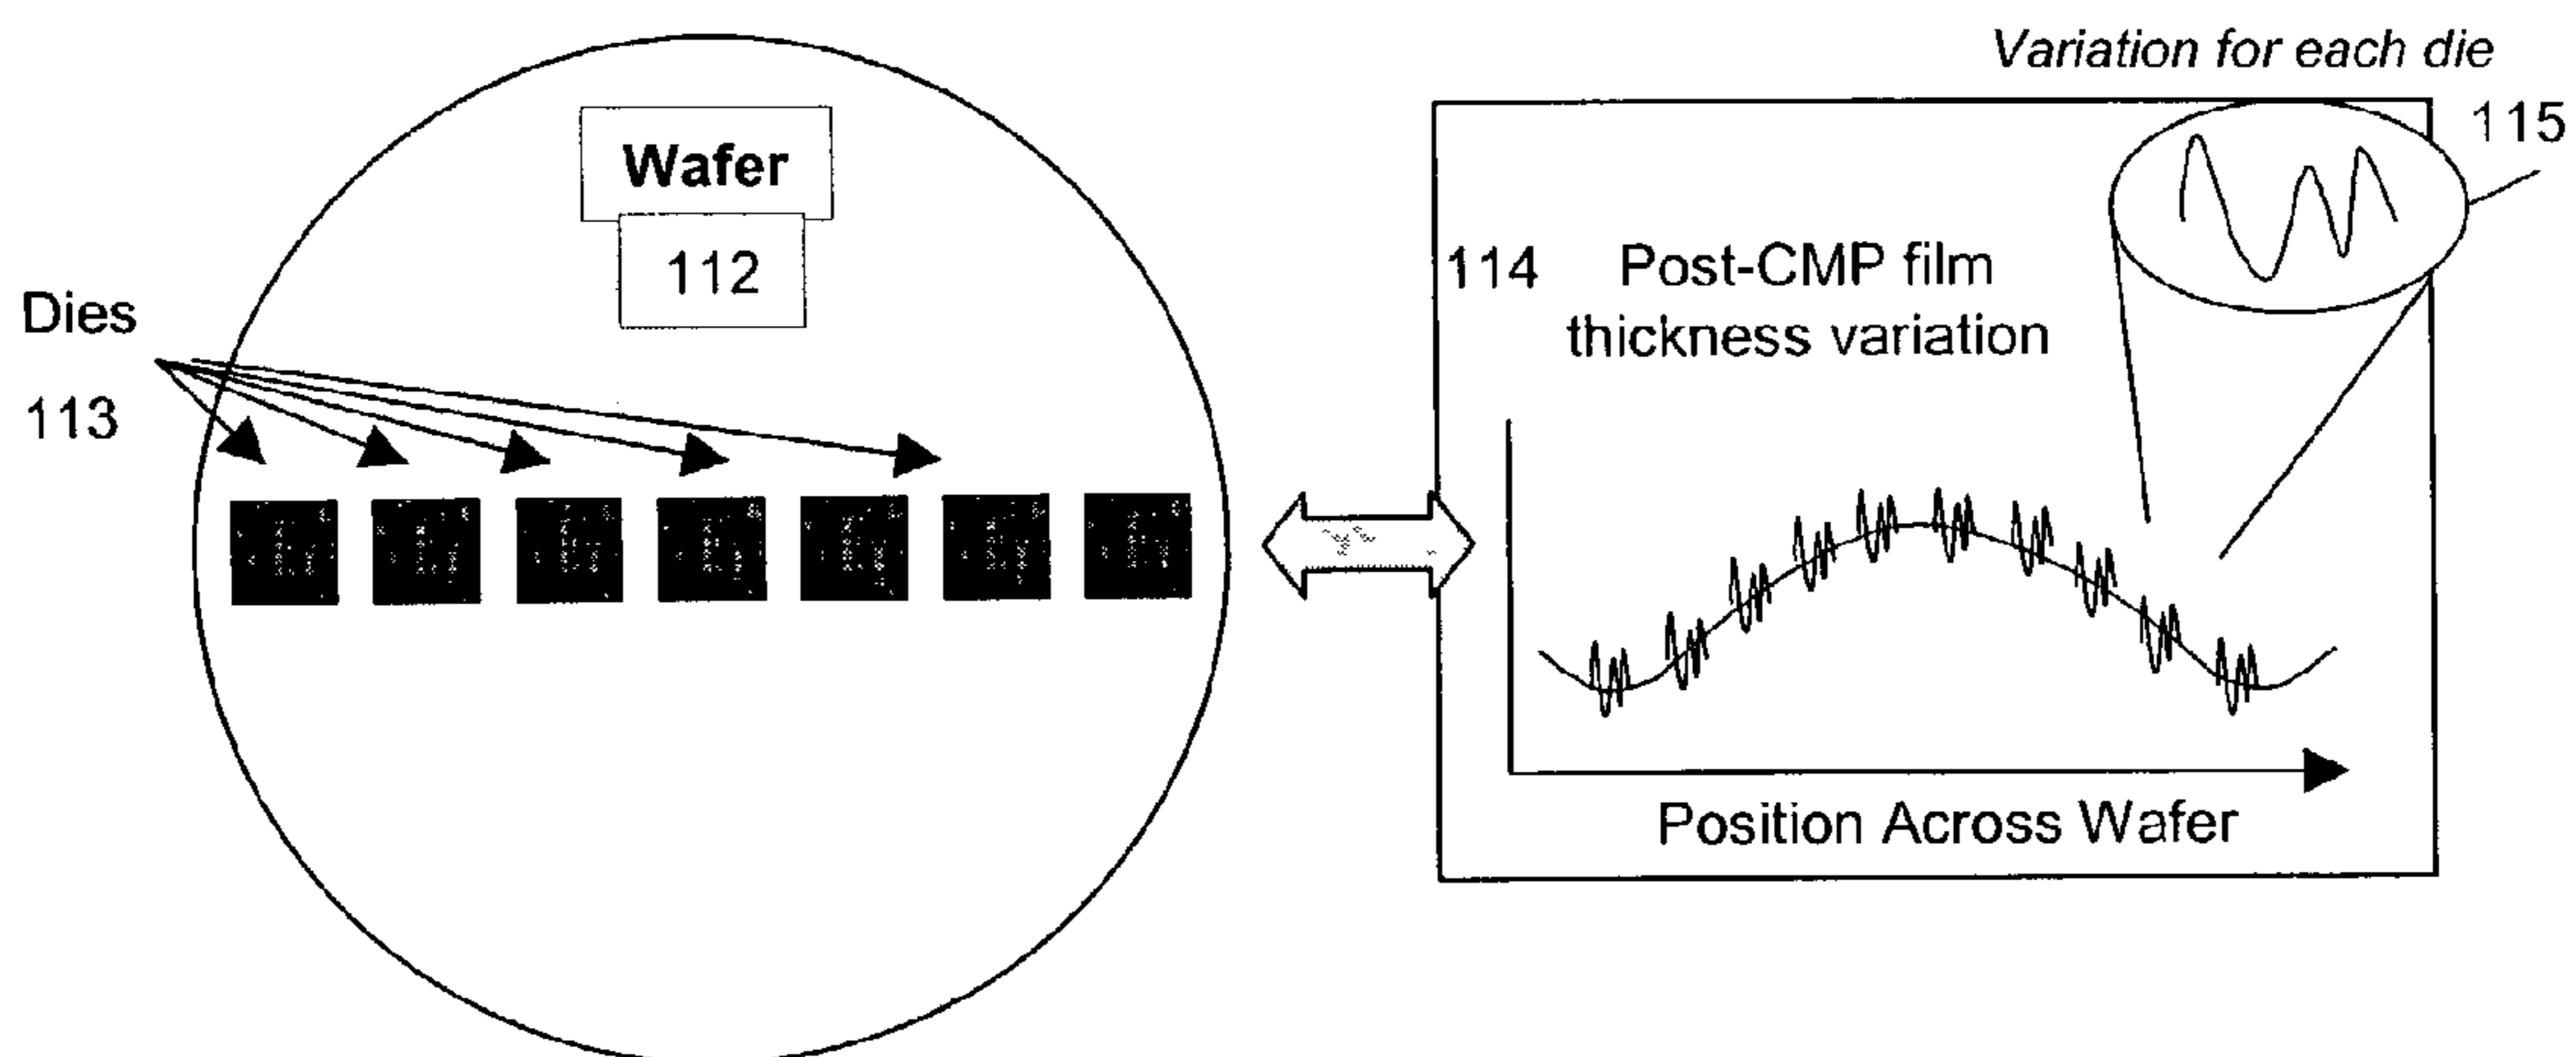 Variation for each die
115
Wafer
112
Dies
113
114
Post-CMP film
thickness variation
Position Across Wafer